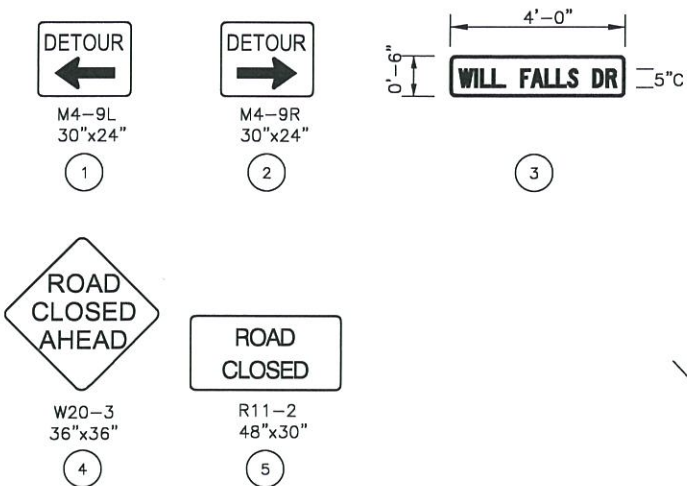 DETOUR
M4-9L
30"x24"
1
DETOUR
M4-9R
30"x24"
2
4'-0"
0'-6"
WILL FALLS DR
5"C
3
ROAD
CLOSED
AHEAD
W20-3
36"x36"
4
ROAD
CLOSED
R11-2
48"x30"
5